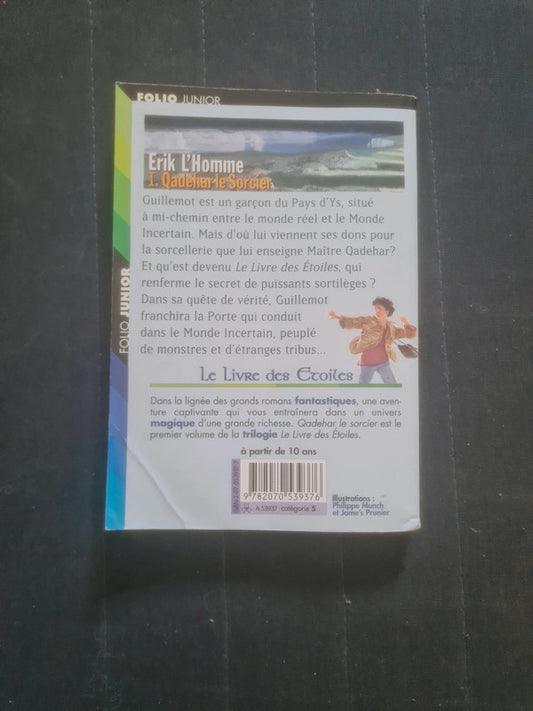 FOLIO JUNIOR
Erik L'Homme
1. Qadehar le Sorcier
Guillemot est un garçon du Pays d'Ys, situé
à mi-chemin entre le monde réel et le Monde
Incertain. Mais d'où lui viennent ses dons pour
la sorcellerie que lui enseigne Maître Qadehar?
Et qu'est devenu Le Livre des Étoiles, qui
renferme le secret de puissants sortilèges ?
Dans sa quête de vérité, Guillemot
franchira la Porte qui conduit
dans le Monde Incertain, peuplé
de monstres et d'étranges tribus...
Le Livre des Etoiles
Dans la lignée des grands romans fantastiques, une aven-
ture captivante qui vous entraînera dans un univers
magique d'une grande richesse. Qadehar le sorcier est le
premier volume de la trilogie Le Livre des Étoiles.
à partir de 10 ans
9 782070 539376
A 53937 catégorie 5
illustrations :
Philippe Munch
et Jame's Prunier
FOLIO JUNIOR